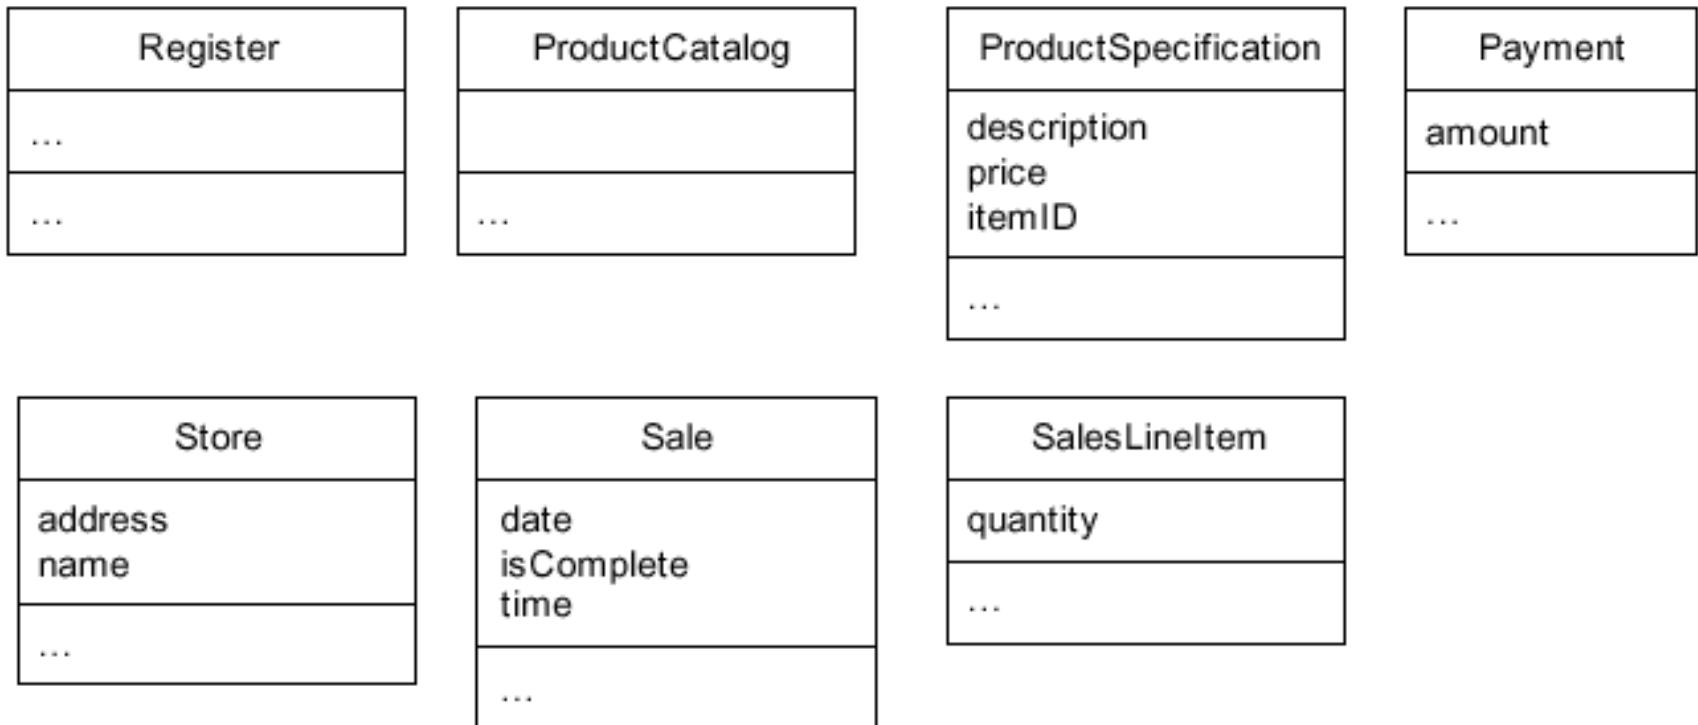 Register
...
...
ProductCatalog
...
ProductSpecification
description
price
itemID
...
Payment
amount
...
Store
address
name
...
Sale
date
isComplete
time
...
SalesLineItem
quantity
...